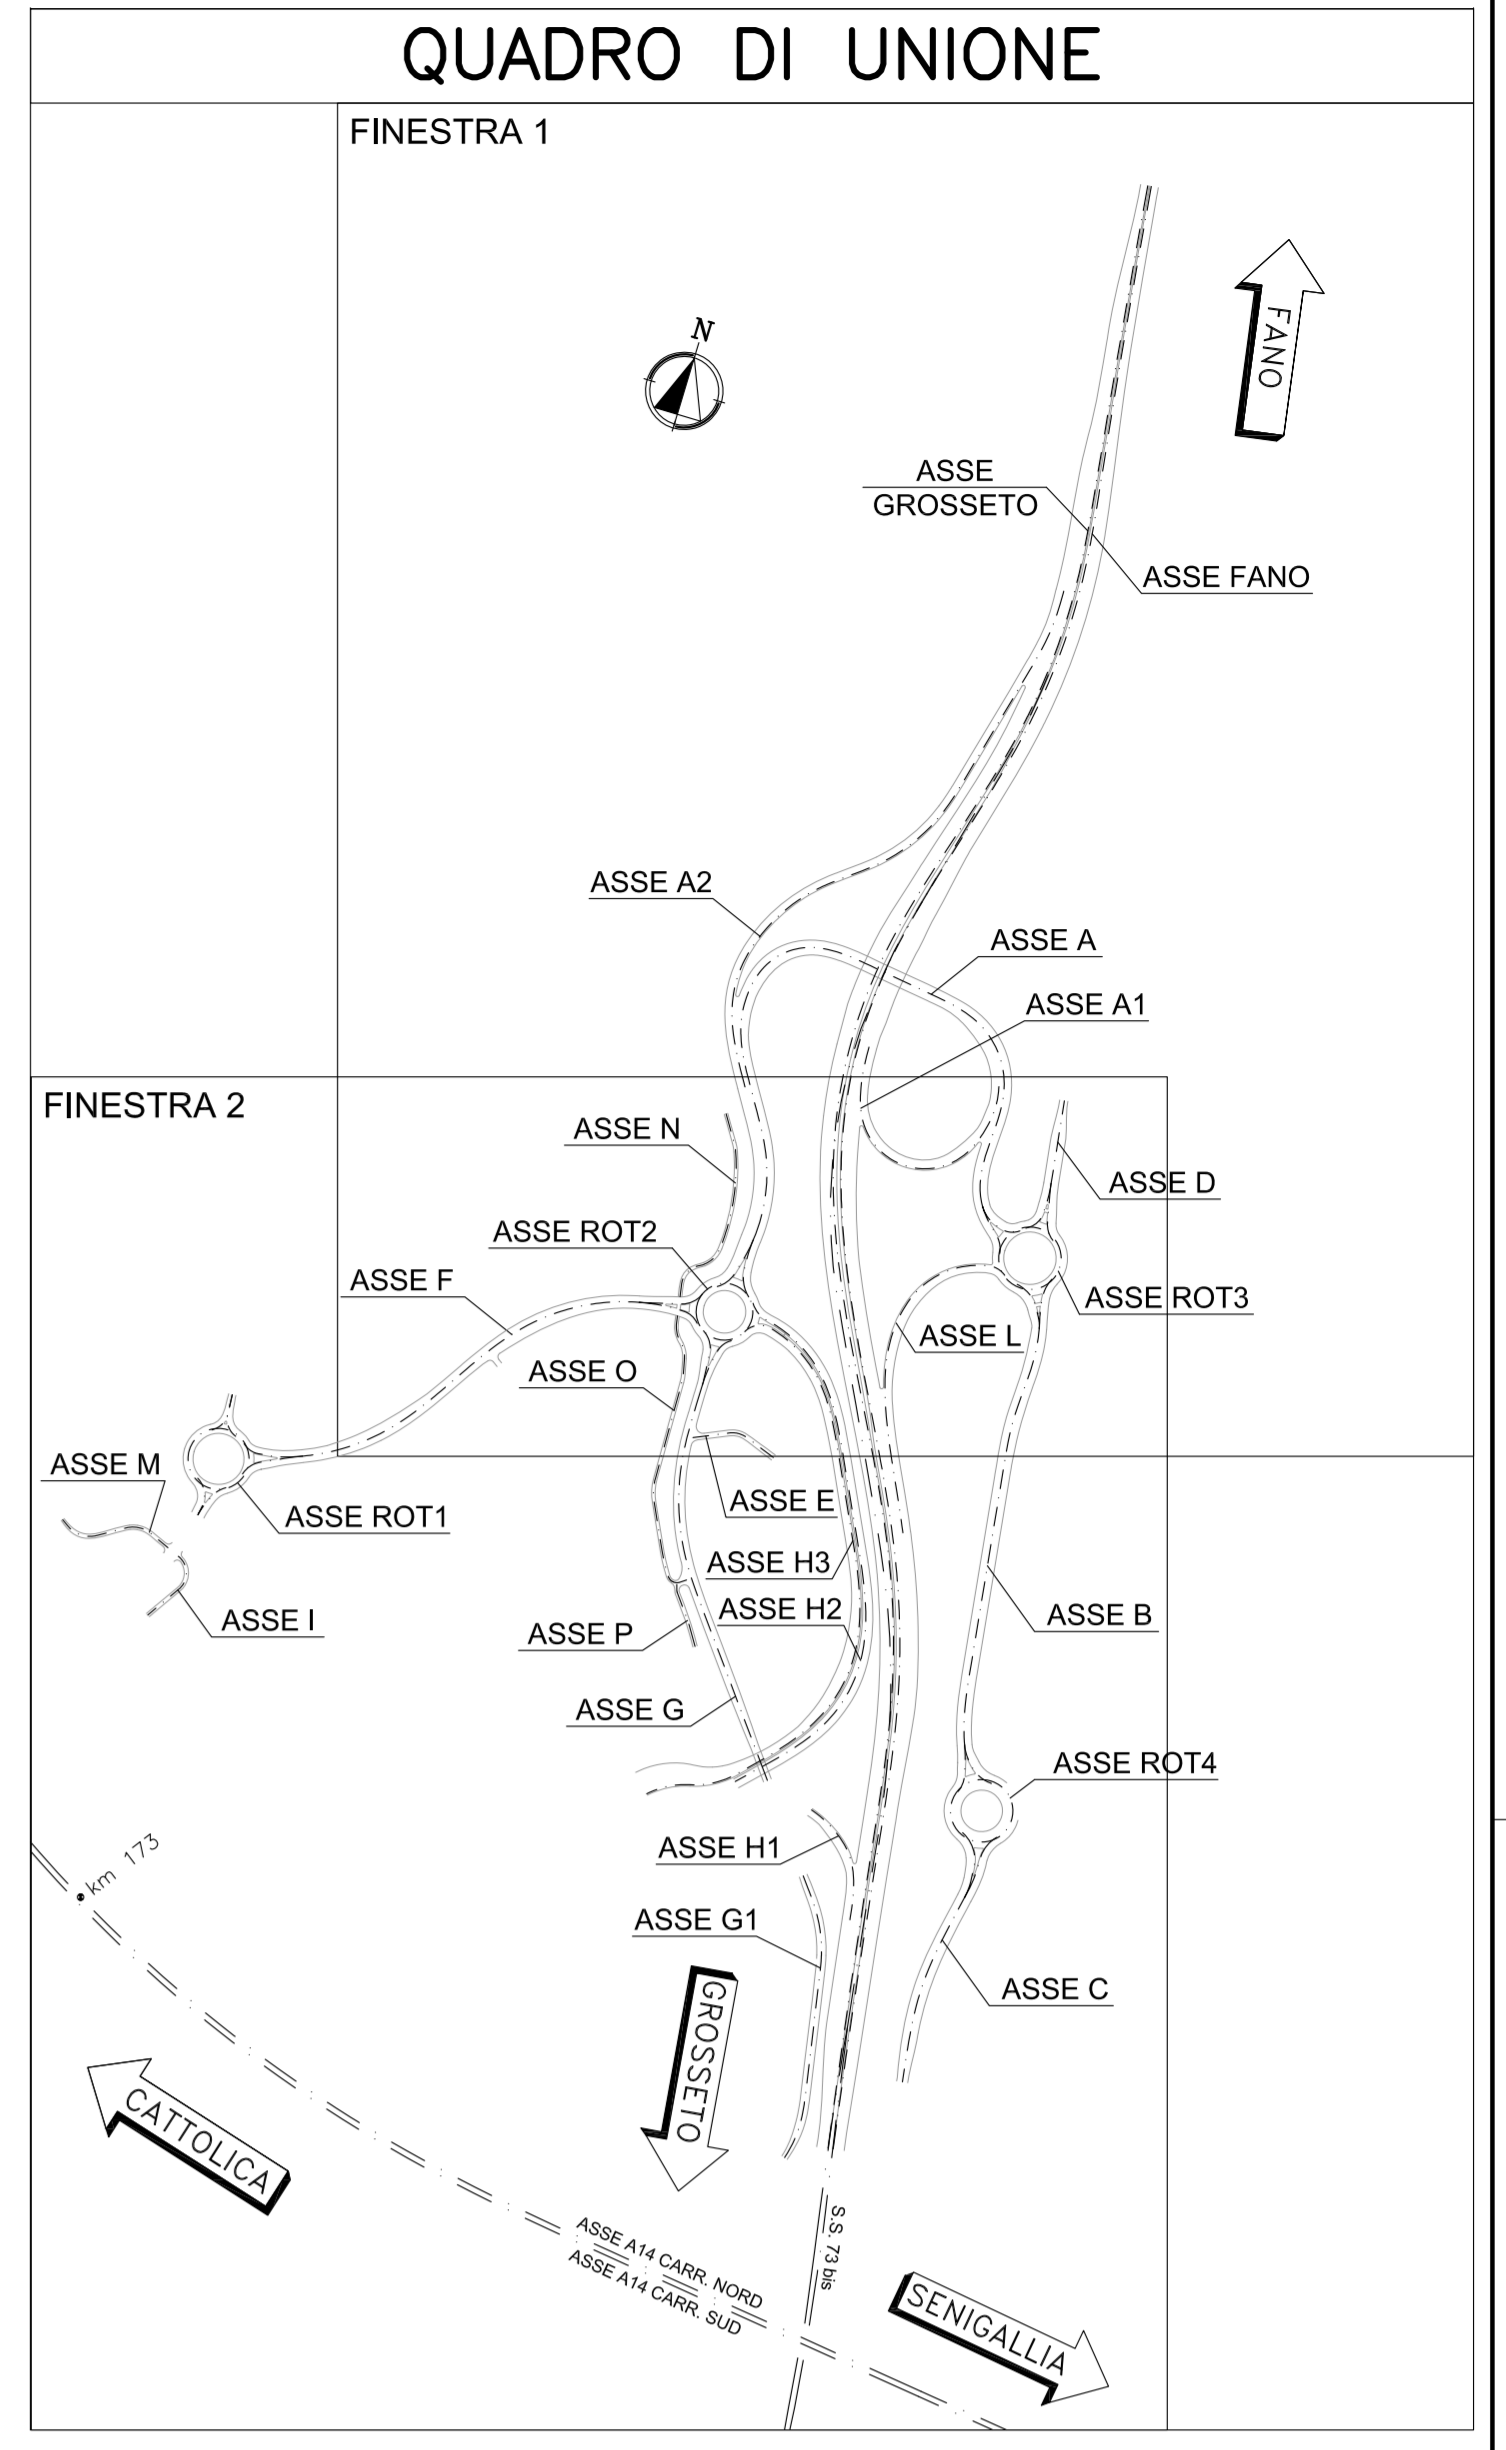 QUADRO DI UNIONE
FINESTRA 1
N
FANO
ASSE
GROSSETO
ASSE FANO
ASSE A2
ASSE A
ASSE A1
FINESTRA 2
ASSE N
ASSE D
ASSE ROT2
ASSE F
ASSE ROT3
ASSE L
ASSE O
ASSE M
ASSE E
ASSE ROT1
ASSE H3
ASSE H2
ASSE B
ASSE I
ASSE P
ASSE G
ASSE ROT4
ASSE H1
km 173
ASSE G1
ASSE C
GROSSETO
CATTOLICA
S.S. 73 bis
ASSE A14 CARR. NORD
ASSE A14 CARR. SUD
SENIGALLIA